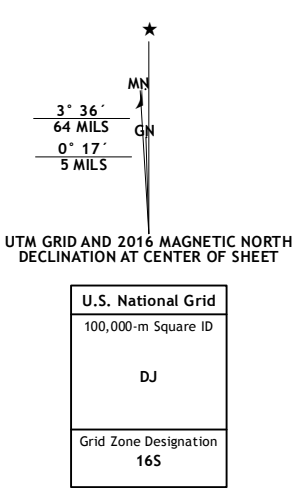 ★
MN
3° 36´
64 MILS
GN
0° 17´
5 MILS
UTM GRID AND 2016 MAGNETIC NORTH
DECLINATION AT CENTER OF SHEET
U.S. National Grid
100,000-m Square ID
DJ
Grid Zone Designation
16S